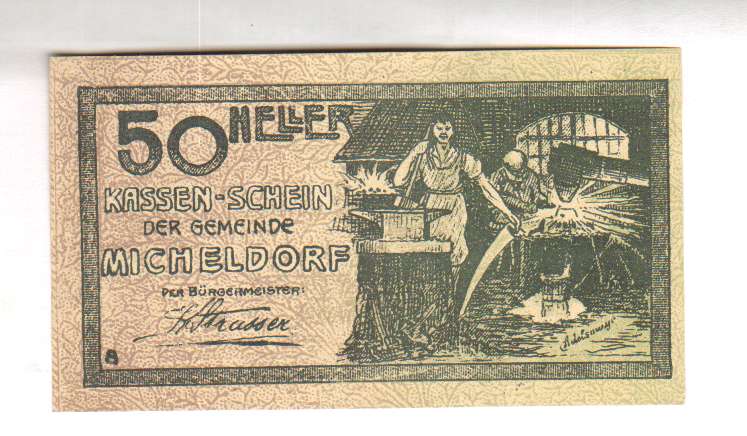 50 HELLER
KASSEN-SCHEIN
DER GEMEINDE
MICHELDORF
DER BÜRGERMEISTER:
Strasser